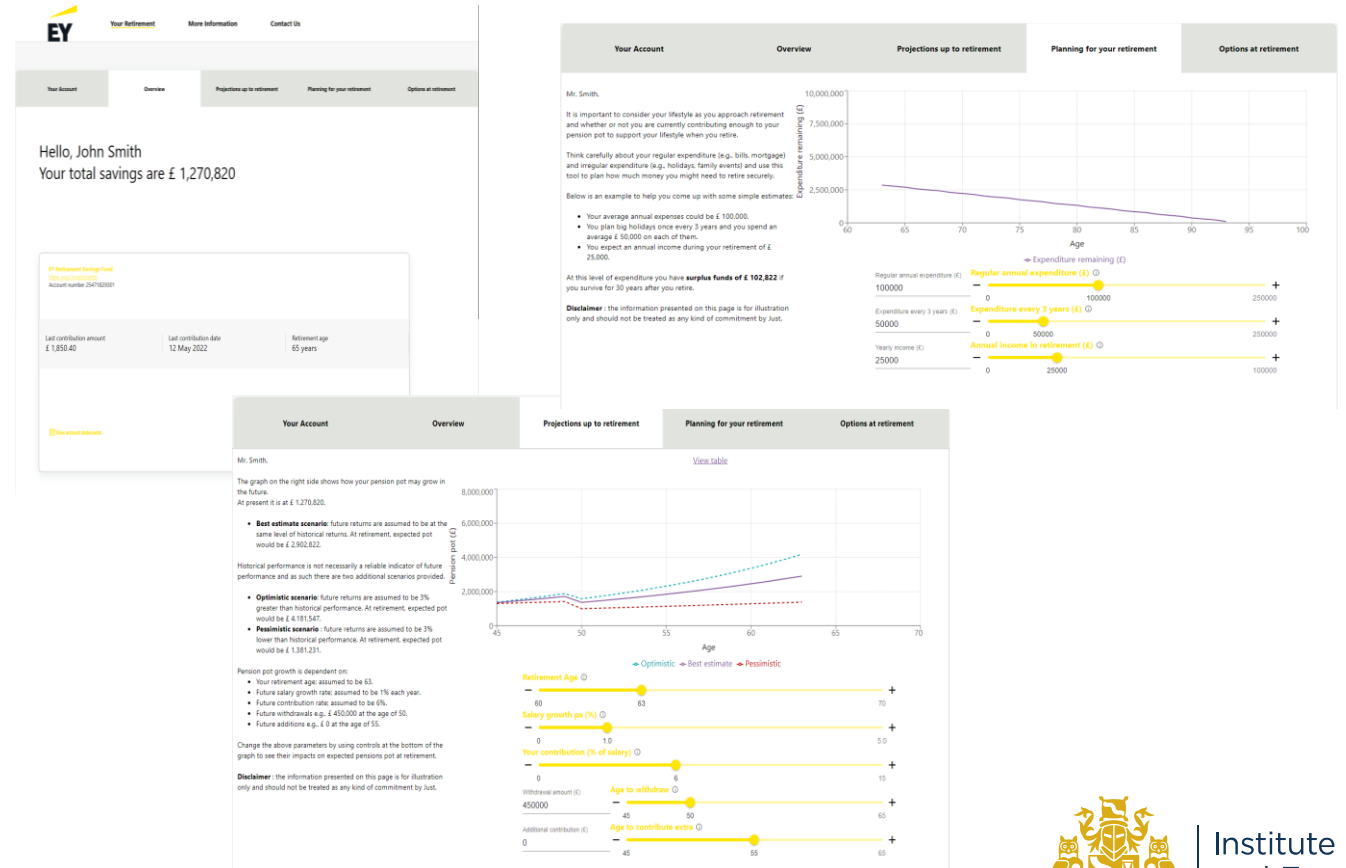 EY
Your Retirement More Information Contact Us
Your Account Overview Projections up to retirement Planning for your retirement Options at retirement
Hello, John Smith
Your total savings are £ 1,270,820
EY Retirement Savings Fund
Account number 25471829301
Last contribution amount Last contribution date Retirement age
£ 1,850.40 12 May 2022 65 years
Your Account Overview Projections up to retirement Planning for your retirement Options at retirement
Mr. Smith,
It is important to consider your lifestyle as you approach retirement
and whether or not you are currently contributing enough to your
pension pot to support your lifestyle when you retire.
Think carefully about your regular expenditure (e.g., bills, mortgage)
and irregular expenditure (e.g., holidays, family events) and use this
tool to plan how much money you might need to retire securely.
Below is an example to help you come up with some simple estimates:
• Your average annual expenses could be £ 100,000.
• You plan big holidays once every 3 years and you spend an
average £ 50,000 on each of them.
• You expect an annual income during your retirement of £
25,000.
At this level of expenditure you have surplus funds of £ 102,822 if
you survive for 30 years after you retire.
Disclaimer : the information presented on this page is for illustration
only and should not be treated as any kind of commitment by Just.
Expenditure remaining (£)
10,000,000
7,500,000
5,000,000
2,500,000
0
60 65 70 75 80 85 90 95 100
Age
Expenditure remaining (£)
Regular annual expenditure (£) Regular annual expenditure (£)
100000 − +
0 100000 250000
Expenditure every 3 years (£) Expenditure every 3 years (£)
50000 − +
0 50000 250000
Yearly income (£) Annual income in retirement (£)
25000 − +
0 25000 100000
Your Account Overview Projections up to retirement Planning for your retirement Options at retirement
Mr. Smith,
The graph on the right side shows how your pension pot may grow in
the future.
At present it is at £ 1,270,820.
• Best estimate scenario: future returns are assumed to be at the
same level of historical returns. At retirement, expected pot
would be £ 2,902,822.
Historical performance is not necessarily a reliable indicator of future
performance and as such there are two additional scenarios provided.
• Optimistic scenario: future returns are assumed to be 3%
greater than historical performance. At retirement, expected pot
would be £ 4,181,547.
• Pessimistic scenario : future returns are assumed to be 3%
lower than historical performance. At retirement, expected pot
would be £ 1,381,231.
Pension pot growth is dependent on:
• Your retirement age: assumed to be 63.
• Future salary growth rate: assumed to be 1% each year.
• Future contribution rate: assumed to be 6%.
• Future withdrawals e.g., £ 450,000 at the age of 50.
• Future additions e.g., £ 0 at the age of 55.
Change the above parameters by using controls at the bottom of the
graph to see their impacts on expected pensions pot at retirement.
Disclaimer : the information presented on this page is for illustration
only and should not be treated as any kind of commitment by Just.
View table
Pension pot (£)
8,000,000
6,000,000
4,000,000
2,000,000
0
45 50 55 60 65 70
Age
Optimistic Best estimate Pessimistic
Retirement Age
− +
60 63 70
Salary growth pa (%)
− +
0 1.0 5.0
Your contribution (% of salary)
− +
0 6 15
Withdrawal amount (£) Age to withdraw
450000 − +
45 50 65
Additional contribution (£) Age to contribute extra
0 − +
45 55 65
Institute